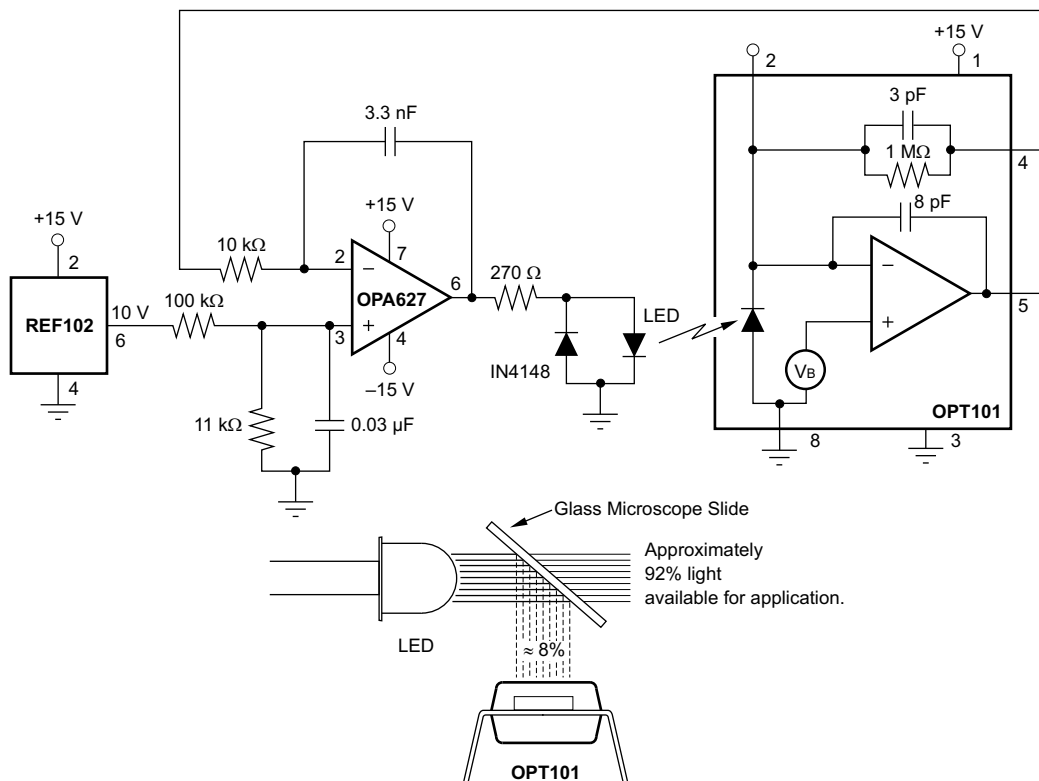 +15 V
2
1
3 pF
1 MΩ
4
8 pF
3.3 nF
+15 V
7
+15 V
2
10 kΩ
2
−
OPA627
6
270 Ω
LED
−
+
5
REF102
10 V
6
100 kΩ
+
3
4
–15 V
IN4148
VB
OPT101
4
11 kΩ
0.03 µF
8
3
Glass Microscope Slide
Approximately
92% light
available for application.
LED
≈ 8%
OPT101